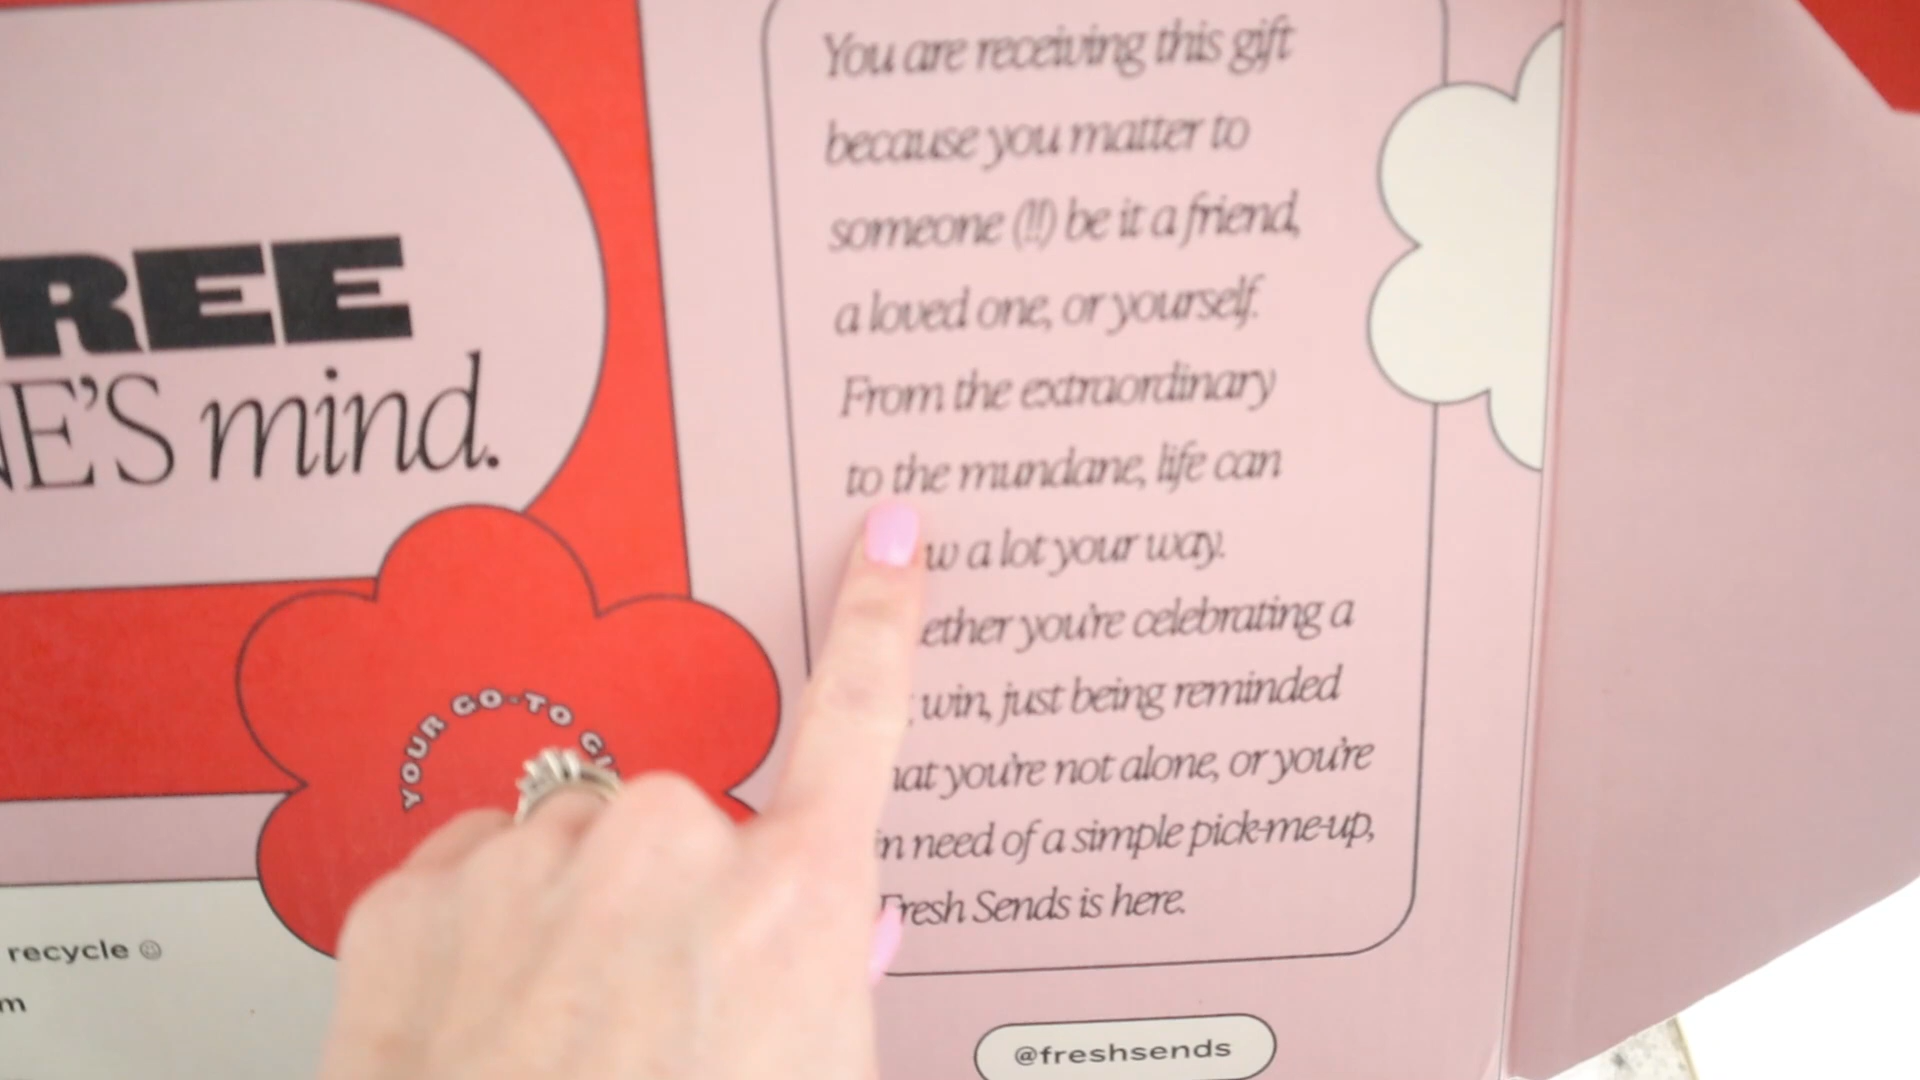 REE
NE'S mind.
YOUR GO-TO GI
recycle ☺
m
You are receiving this gift
because you matter to
someone (!!) be it a friend,
a loved one, or yourself.
From the extraordinary
to the mundane, life can
w a lot your way.
ether you're celebrating a
win, just being reminded
hat you're not alone, or you're
in need of a simple pick-me-up,
Fresh Sends is here.
@freshsends